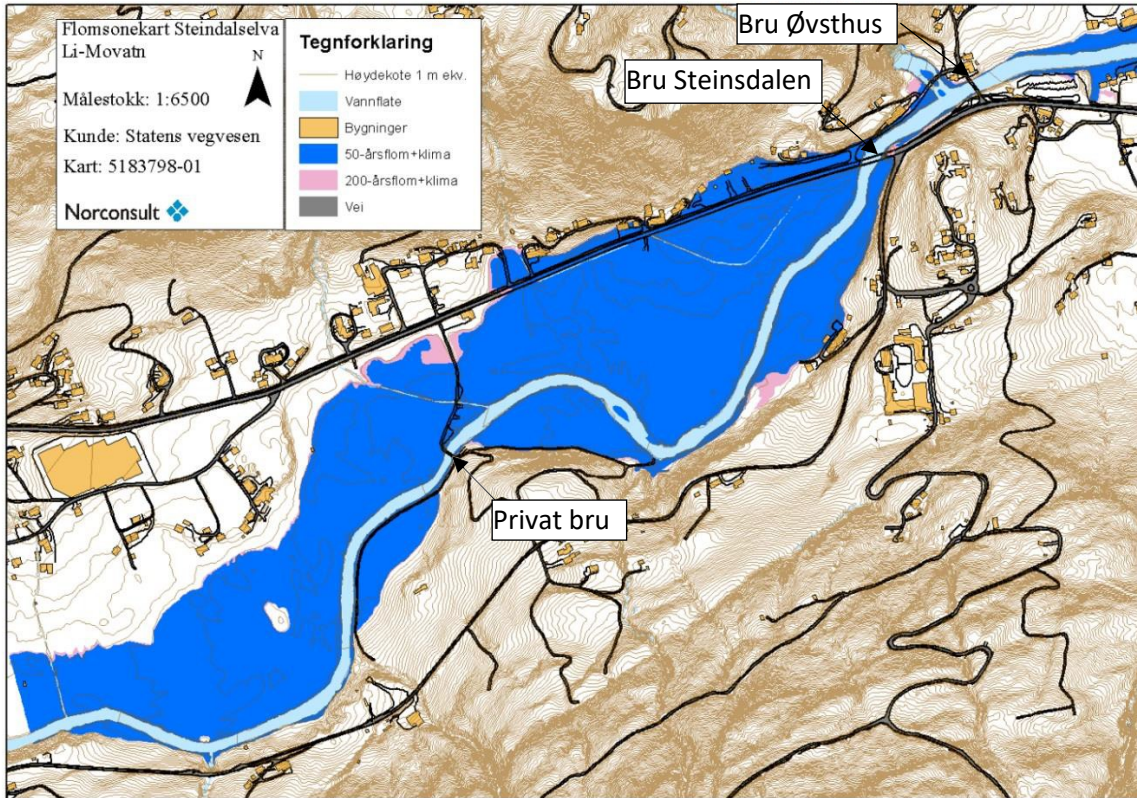 Flomsonekart Steindalselva
Li-Movatn
N
Målestokk: 1:6500
Kunde: Statens vegvesen
Kart: 5183798-01
Norconsult
Tegnforklaring
Høydekote 1 m ekv.
Vannflate
Bygninger
50-årsflom+klima
200-årsflom+klima
Vei
Bru Øvsthus
Bru Steinsdalen
Privat bru